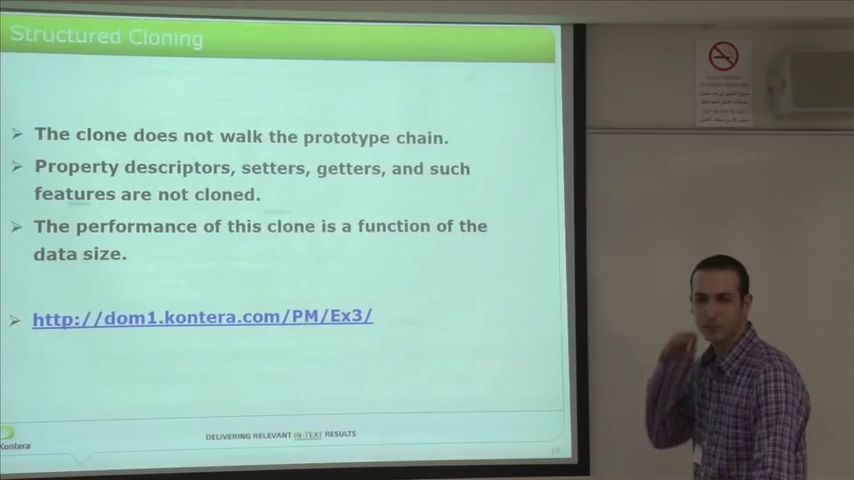 Structured Cloning
➢ The clone does not walk the prototype chain.
➢ Property descriptors, setters, getters, and such
features are not cloned.
➢ The performance of this clone is a function of the
data size.
➢ http://dom1.kontera.com/PM/Ex3/
Kontera
DELIVERING RELEVANT IN-TEXT RESULTS